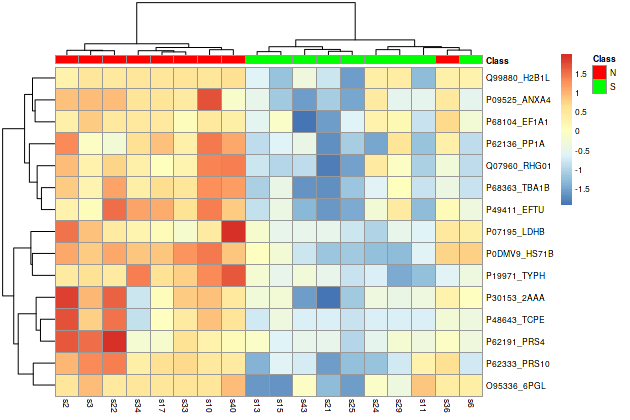 Class
Class
N
S
1.5
1
0.5
0
-0.5
-1
-1.5
Q99880_H2B1L
P09525_ANXA4
P68104_EF1A1
P62136_PP1A
Q07960_RHG01
P68363_TBA1B
P49411_EFTU
P07195_LDHB
P0DMV9_HS71B
P19971_TYPH
P30153_2AAA
P48643_TCPE
P62191_PRS4
P62333_PRS10
O95336_6PGL
s2 s3 s22 s34 s17 s33 s10 s40 s13 s15 s43 s21 s25 s24 s29 s11 s36 s6